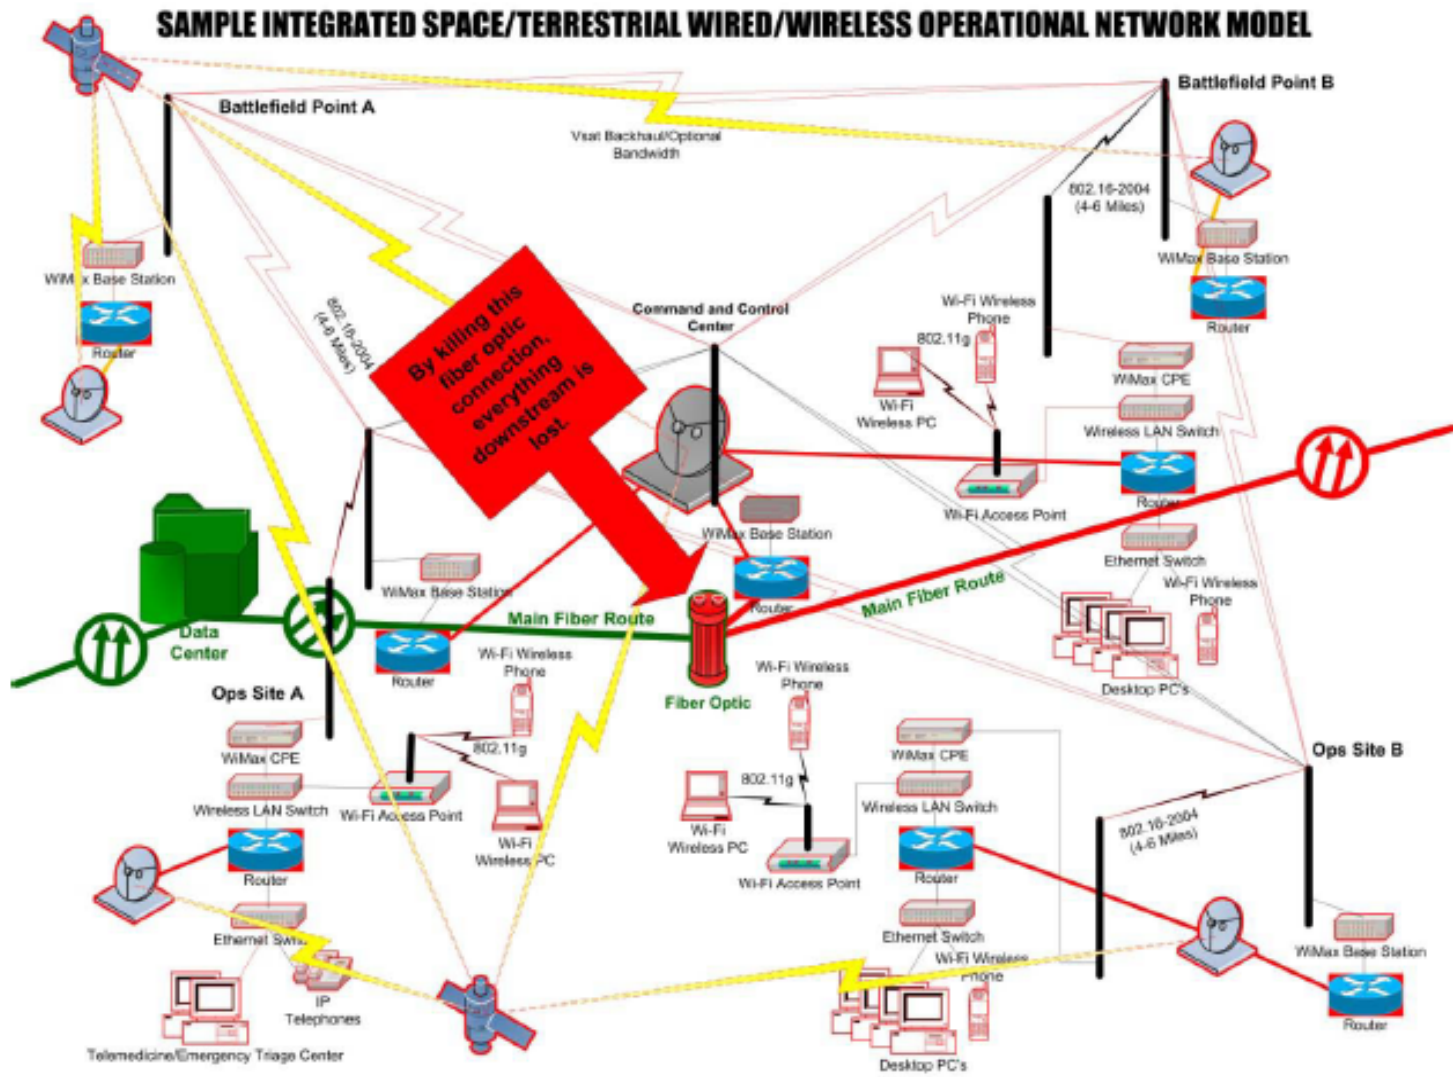 SAMPLE INTEGRATED SPACE/TERRESTRIAL WIRED/WIRELESS OPERATIONAL NETWORK MODEL
Battlefield Point A
Battlefield Point B
Vsat Backhaul/Optional
Bandwidth
802.16-2004
(4-6 Miles)
WiMax Base Station
Router
WiMax Base Station
Router
802.16-2004
(4-6 Miles)
By killing this
fiber optic
connection,
everything
downstream is
lost.
Command and Control
Center
Wi-Fi Wireless
Phone
802.11g
Wi-Fi
Wireless PC
WiMax CPE
Wireless LAN Switch
Wi-Fi Access Point
Router
Ethernet Switch
Wi-Fi Wireless
Phone
Desktop PC's
WiMax Base Station
Router
WiMax Base Station
Router
Data
Center
Main Fiber Route
Main Fiber Route
Fiber Optic
Ops Site A
WiMax CPE
Wireless LAN Switch
Wi-Fi Access Point
Wi-Fi Wireless
Phone
802.11g
Wi-Fi
Wireless PC
Router
Ethernet Switch
IP
Telephones
Telemedicine/Emergency Triage Center
Wi-Fi Wireless
Phone
802.11g
Wi-Fi
Wireless PC
Wi-Fi Access Point
WiMax CPE
Wireless LAN Switch
Router
Ethernet Switch
Wi-Fi Wireless
Phone
Desktop PC's
Ops Site B
802.16-2004
(4-6 Miles)
WiMax Base Station
Router